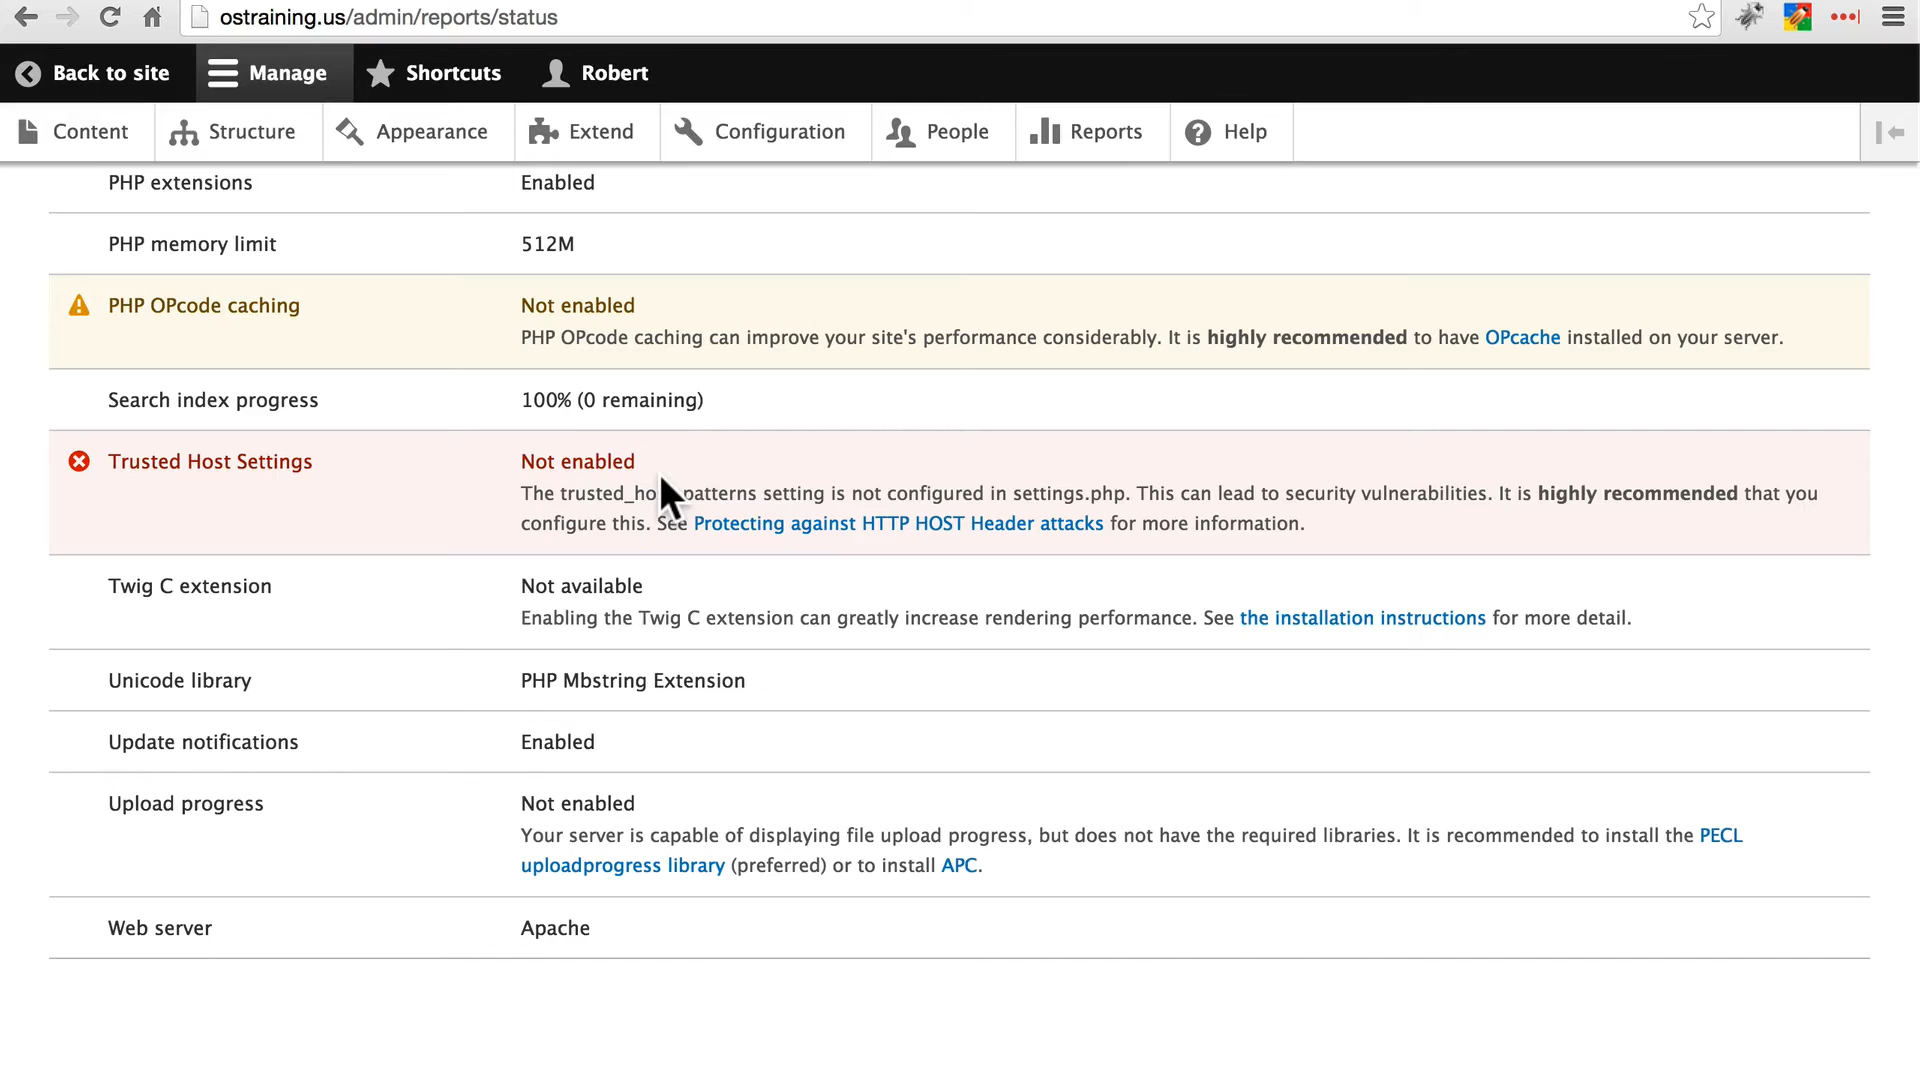 ostraining.us/admin/reports/status
Back to site Manage Shortcuts Robert
Content Structure Appearance Extend Configuration People Reports Help
PHP extensions Enabled
PHP memory limit 512M
PHP OPcode caching Not enabled
PHP OPcode caching can improve your site's performance considerably. It is highly recommended to have OPcache installed on your server.
Search index progress 100% (0 remaining)
Trusted Host Settings Not enabled
The trusted_ho patterns setting is not configured in settings.php. This can lead to security vulnerabilities. It is highly recommended that you
configure this. See Protecting against HTTP HOST Header attacks for more information.
Twig C extension Not available
Enabling the Twig C extension can greatly increase rendering performance. See the installation instructions for more detail.
Unicode library PHP Mbstring Extension
Update notifications Enabled
Upload progress Not enabled
Your server is capable of displaying file upload progress, but does not have the required libraries. It is recommended to install the PECL
uploadprogress library (preferred) or to install APC.
Web server Apache